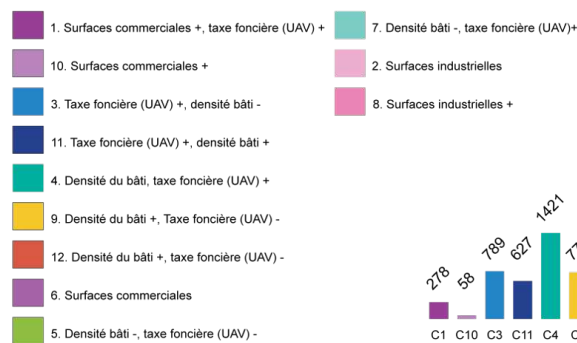 1. Surfaces commerciales +, taxe foncière (UAV) +
10. Surfaces commerciales +
3. Taxe foncière (UAV) +, densité bâti -
11. Taxe foncière (UAV) +, densité bâti +
4. Densité du bâti, taxe foncière (UAV) +
9. Densité du bâti +, Taxe foncière (UAV) -
12. Densité du bâti +, taxe foncière (UAV) -
6. Surfaces commerciales
5. Densité bâti -, taxe foncière (UAV) -
7. Densité bâti -, taxe foncière (UAV)+
2. Surfaces industrielles
8. Surfaces industrielles +
278 58 789 627 1421
C1 C10 C3 C11 C4